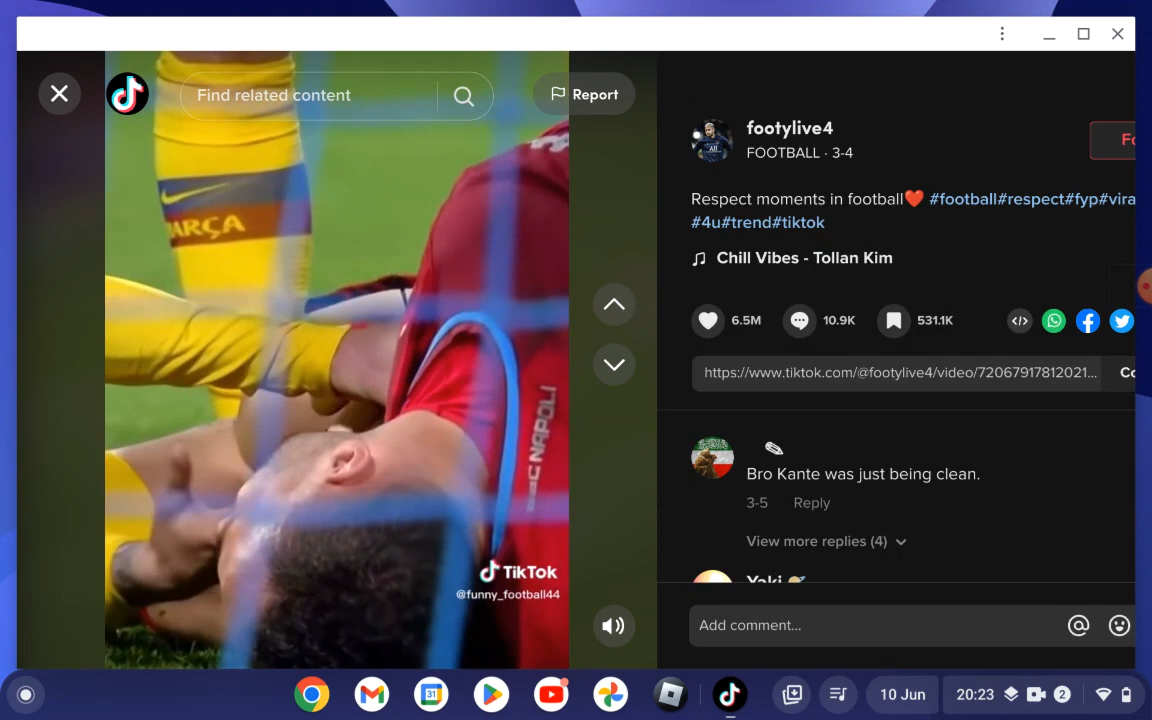 Find related content
Report
footylive4
FOOTBALL · 3-4
Respect moments in football❤️ #football#respect#fyp#vira
#4u#trend#tiktok
Chill Vibes - Tollan Kim
6.5M
10.9K
531.1K
https://www.tiktok.com/@footylive4/video/72067917812021...
Bro Kante was just being clean.
3-5 Reply
View more replies (4)
Yaki
Add comment...
ARÇA
NAPOLI
TikTok
@funny_football44
31
10 Jun
20:23
2